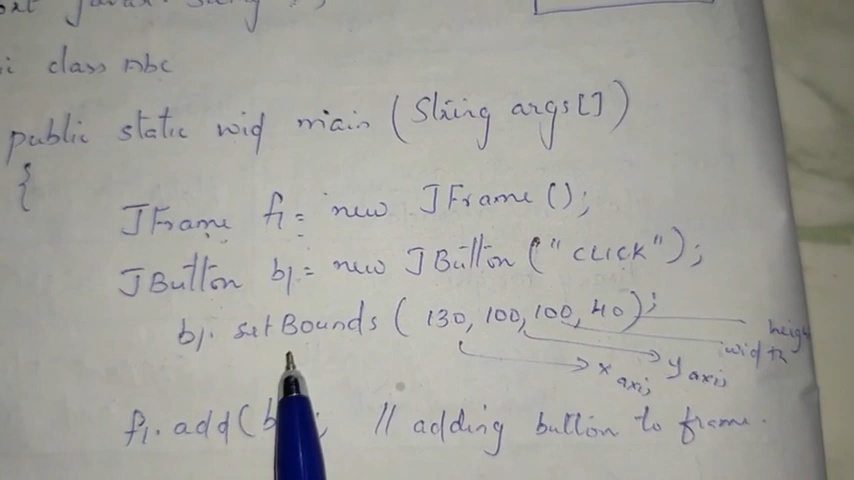 class Abc
public static void main (String args[])
{
JFrame f1 = new JFrame ();
JButton b1 = new JButton ("CLICK");
b1. setBounds ( 130, 100, 100, 40);
heigh
width
x axis
y axis
f1. add ( b ; // adding button to frame.